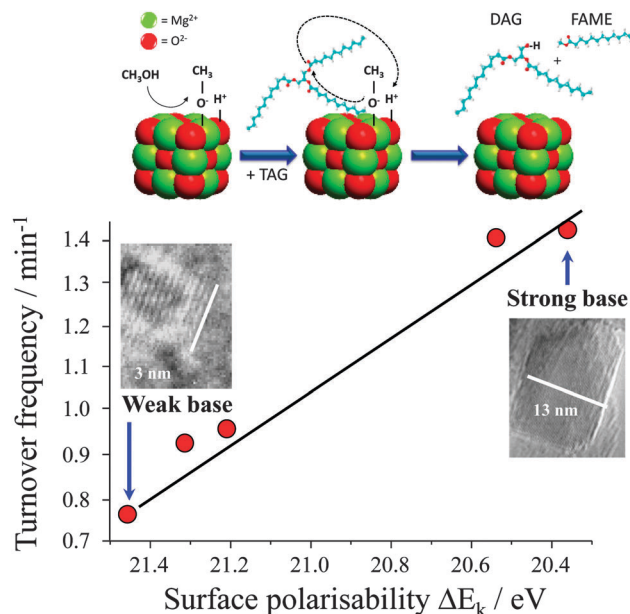 = Mg²⁺
= O²⁻
CH₃OH
CH₃
O⁻ H⁺
+ TAG
CH₃
O⁻ H⁺
DAG FAME
-H
+
Turnover frequency / min⁻¹
1.4
1.3
1.2
1.1
1.0
0.9
0.8
0.7
3 nm
Weak base
Strong base
13 nm
21.4 21.2 21.0 20.8 20.6 20.4
Surface polarisability ΔEₖ / eV